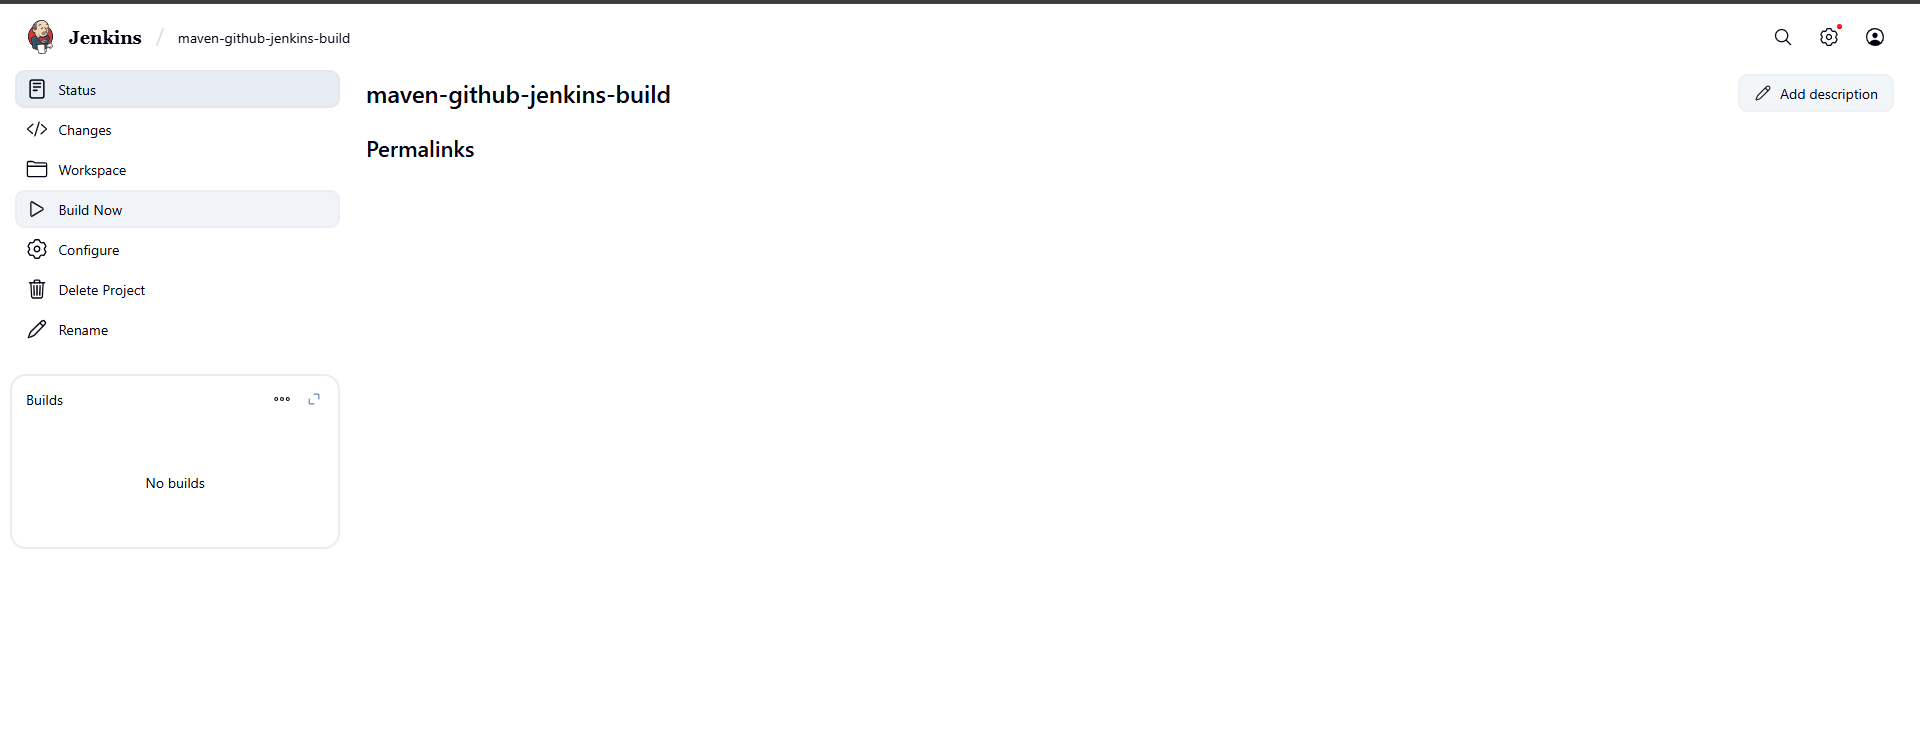 Jenkins / maven-github-jenkins-build
Status
Changes
Workspace
Build Now
Configure
Delete Project
Rename
Builds
No builds
maven-github-jenkins-build
Add description
Permalinks